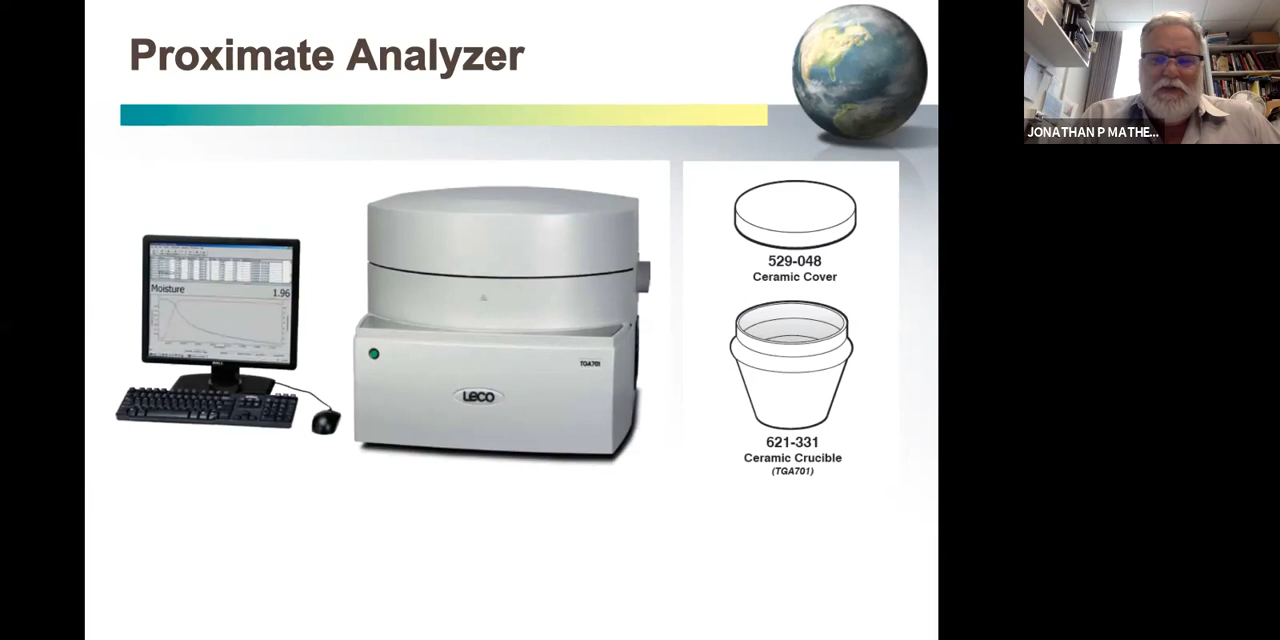 Proximate Analyzer
JONATHAN P MATHE...
Moisture
1.96
TGA701
LECO
529-048
Ceramic Cover
621-331
Ceramic Crucible
(TGA701)